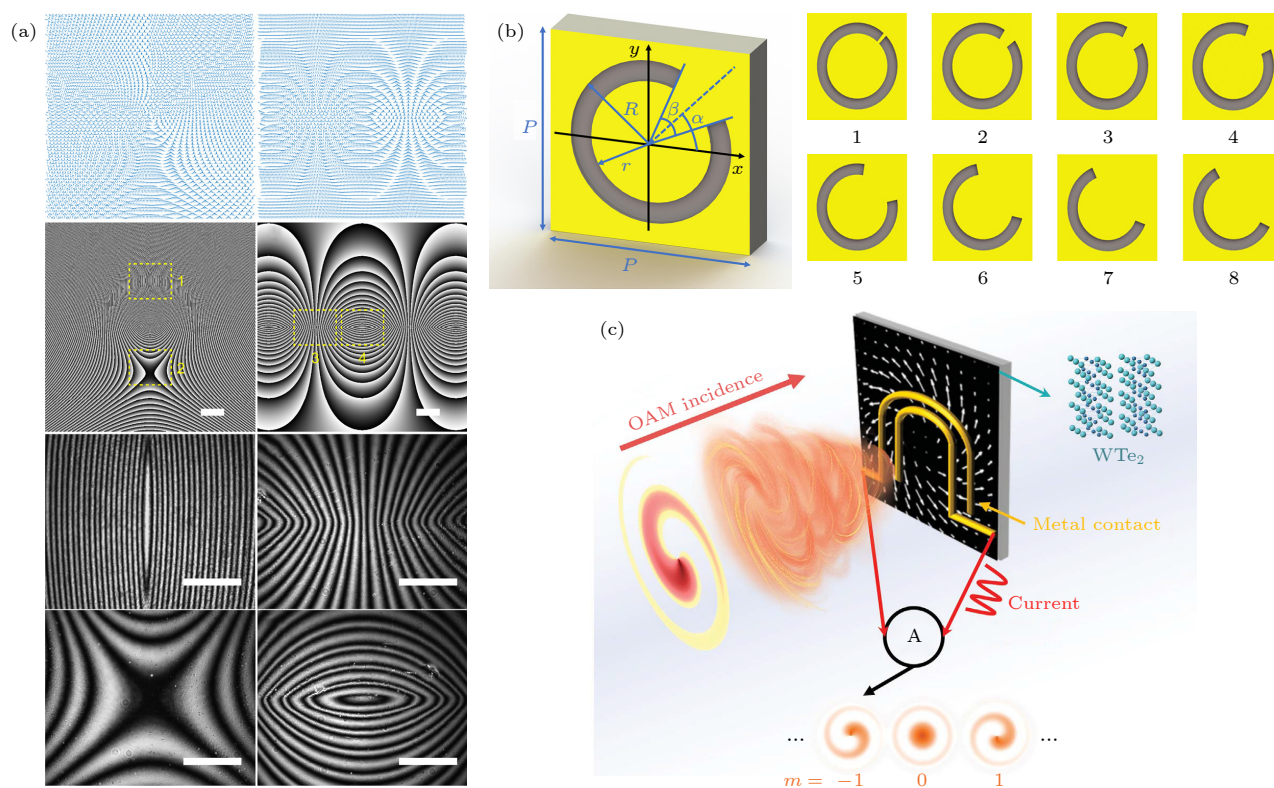 (a)
1
2
3
4
(b)
y
R
β
α
P
r
x
P
1
2
3
4
5
6
7
8
(c)
OAM incidence
WTe₂
Metal contact
Current
A
... ...
m = −1 0 1